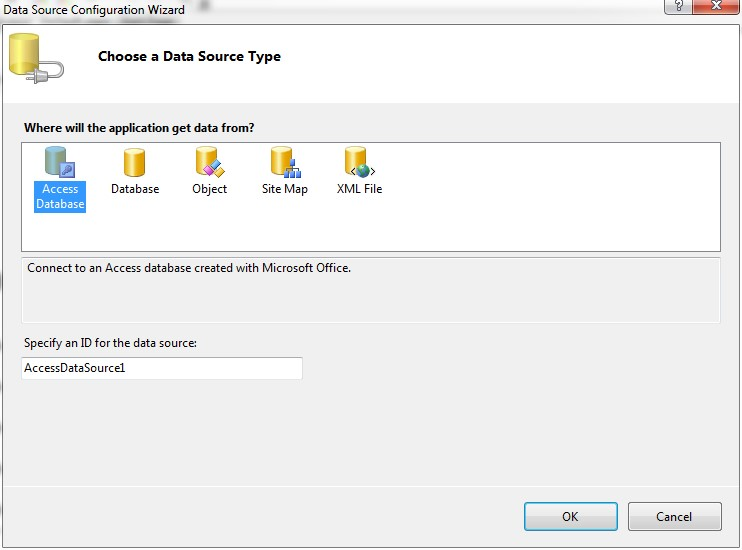 Data Source Configuration Wizard
?
Choose a Data Source Type
Where will the application get data from?
Access Database
Database
Object
Site Map
XML File
Connect to an Access database created with Microsoft Office.
Specify an ID for the data source:
AccessDataSource1
OK
Cancel